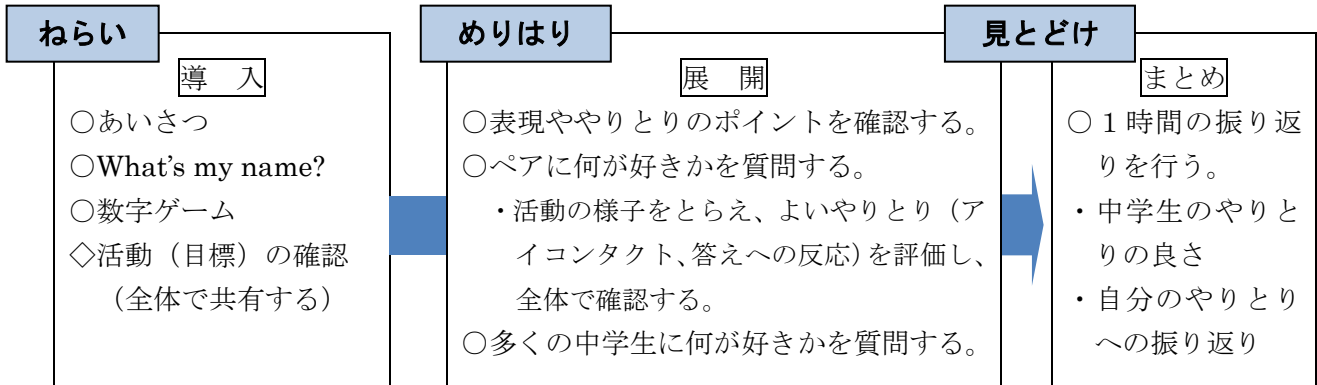 ねらい
導　入
○あいさつ
○What's my name?
○数字ゲーム
◇活動（目標）の確認
（全体で共有する）
めりはり
展　開
○表現ややりとりのポイントを確認する。
○ペアに何が好きかを質問する。
・活動の様子をとらえ、よいやりとり（ア
イコンタクト、答えへの反応）を評価し、
全体で確認する。
○多くの中学生に何が好きかを質問する。
見とどけ
まとめ
○１時間の振り返
りを行う。
・中学生のやりと
りの良さ
・自分のやりとり
への振り返り